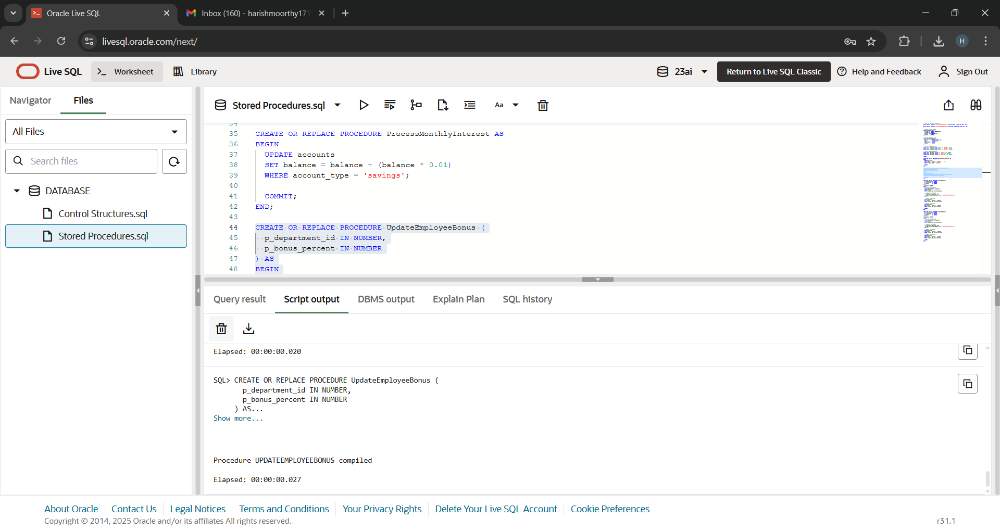 Oracle Live SQL
Inbox (160) - harishmoorthy171
livesql.oracle.com/next/
H
Live SQL
Worksheet
Library
23ai
Return to Live SQL Classic
Help and Feedback
Sign Out
Navigator
Files
All Files
Search files
DATABASE
Control Structures.sql
Stored Procedures.sql
Stored Procedures.sql
Aa
34
35 CREATE OR REPLACE PROCEDURE ProcessMonthlyInterest AS
36 BEGIN
37 UPDATE accounts
38 SET balance = balance + (balance * 0.01)
39 WHERE account_type = 'savings';
40
41 COMMIT;
42 END;
43
44 CREATE OR REPLACE PROCEDURE UpdateEmployeeBonus (
45 p_department_id IN NUMBER,
46 p_bonus_percent IN NUMBER
47 ) AS
48 BEGIN
Query result
Script output
DBMS output
Explain Plan
SQL history
Elapsed: 00:00:00.020
SQL> CREATE OR REPLACE PROCEDURE UpdateEmployeeBonus (
p_department_id IN NUMBER,
p_bonus_percent IN NUMBER
) AS...
Show more...
Procedure UPDATEEMPLOYEEBONUS compiled
Elapsed: 00:00:00.027
About Oracle
Contact Us
Legal Notices
Terms and Conditions
Your Privacy Rights
Delete Your Live SQL Account
Cookie Preferences
Copyright © 2014, 2025 Oracle and/or its affiliates All rights reserved.
r31.1